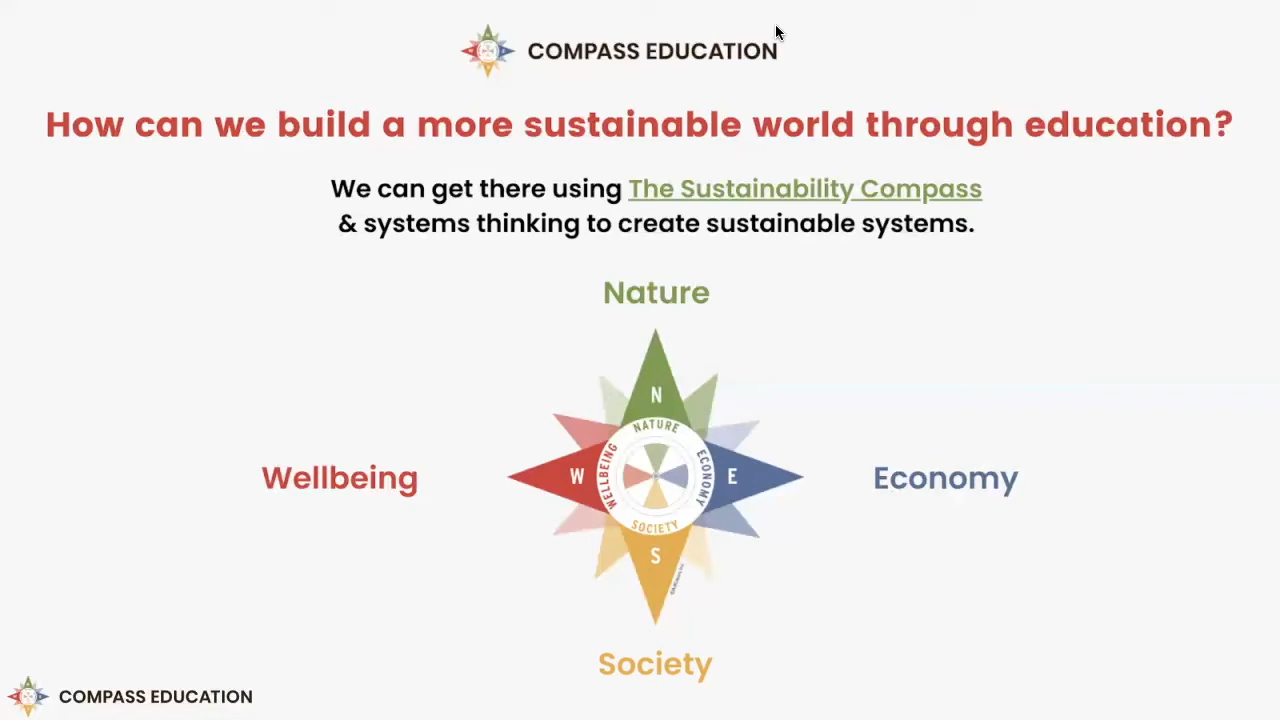 COMPASS EDUCATION
How can we build a more sustainable world through education?
We can get there using The Sustainability Compass
& systems thinking to create sustainable systems.
Nature
N
NATURE
Wellbeing
W
WELLBEING
ECONOMY
E
Economy
SOCIETY
S
Society
COMPASS EDUCATION